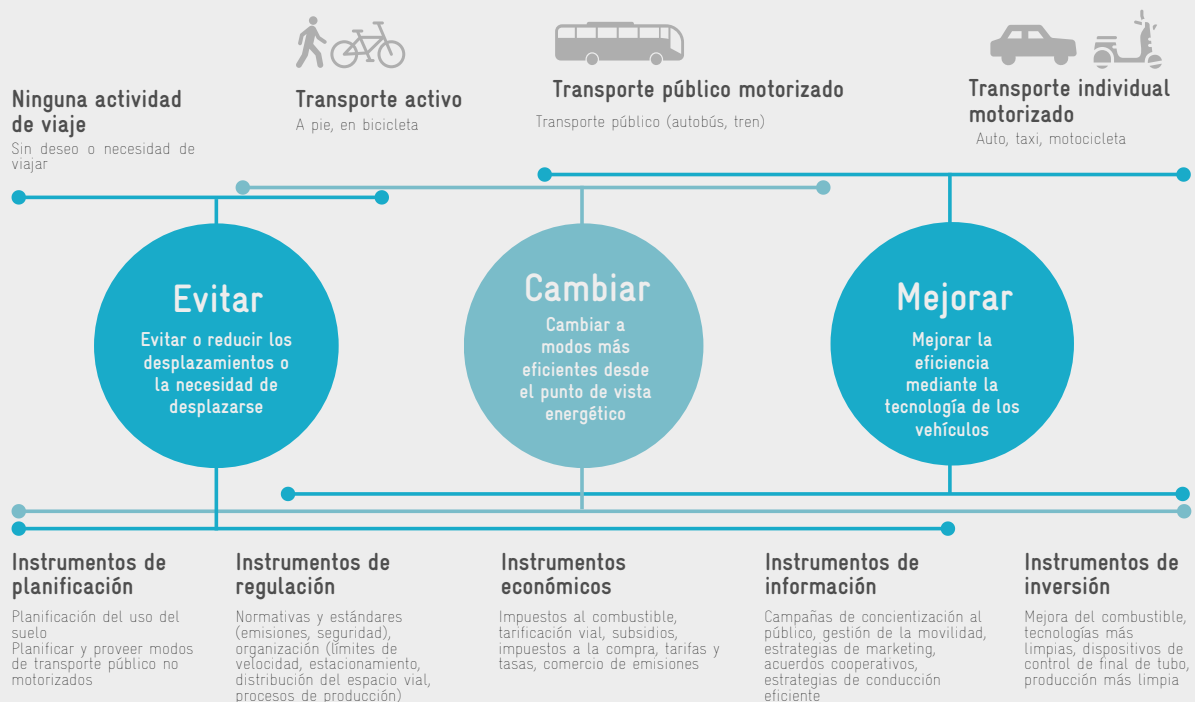 Ninguna actividad
de viaje
Sin deseo o necesidad de
viajar
Transporte activo
A pie, en bicicleta
Transporte público motorizado
Transporte público (autobús, tren)
Transporte individual
motorizado
Auto, taxi, motocicleta
Evitar
Evitar o reducir los
desplazamientos o
la necesidad de
desplazarse
Cambiar
Cambiar a
modos más
eficientes desde
el punto de vista
energético
Mejorar
Mejorar la
eficiencia
mediante la
tecnología de los
vehículos
Instrumentos de
planificación
Planificación del uso del
suelo
Planificar y proveer modos
de transporte público no
motorizados
Instrumentos de
regulación
Normativas y estándares
(emisiones, seguridad),
organización (límites de
velocidad, estacionamiento,
distribución del espacio vial,
procesos de producción)
Instrumentos
económicos
Impuestos al combustible,
tarificación vial, subsidios,
impuestos a la compra, tarifas y
tasas, comercio de emisiones
Instrumentos de
información
Campañas de concientización al
público, gestión de la movilidad,
estrategias de marketing,
acuerdos cooperativos,
estrategias de conducción
eficiente
Instrumentos de
inversión
Mejora del combustible,
tecnologías más
limpias, dispositivos de
control de final de tubo,
producción más limpia